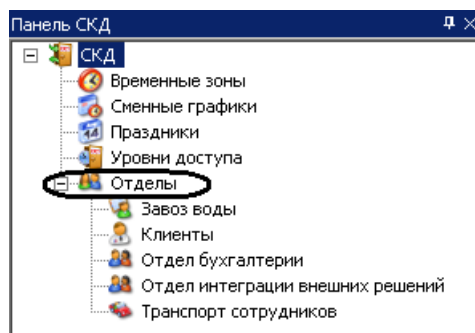 Панель СКД
СКД
Временные зоны
Сменные графики
Праздники
Уровни доступа
Отделы
Завоз воды
Клиенты
Отдел бухгалтерии
Отдел интеграции внешних решений
Транспорт сотрудников